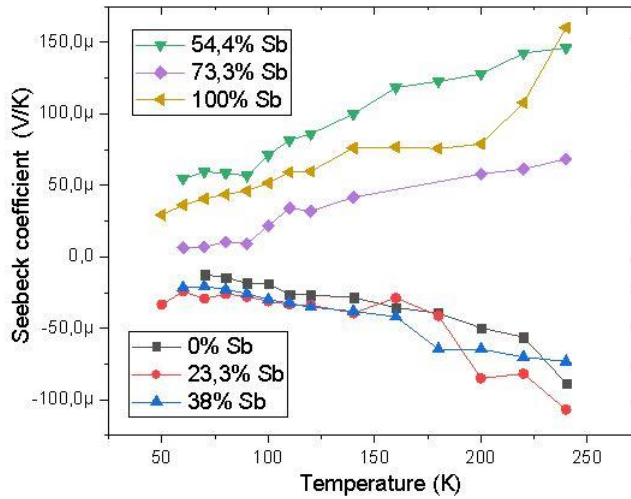 150,0µ
100,0µ
50,0µ
0,0
-50,0µ
-100,0µ
Seebeck coefficient (V/K)
54,4% Sb
73,3% Sb
100% Sb
0% Sb
23,3% Sb
38% Sb
50
100
150
200
250
Temperature (K)